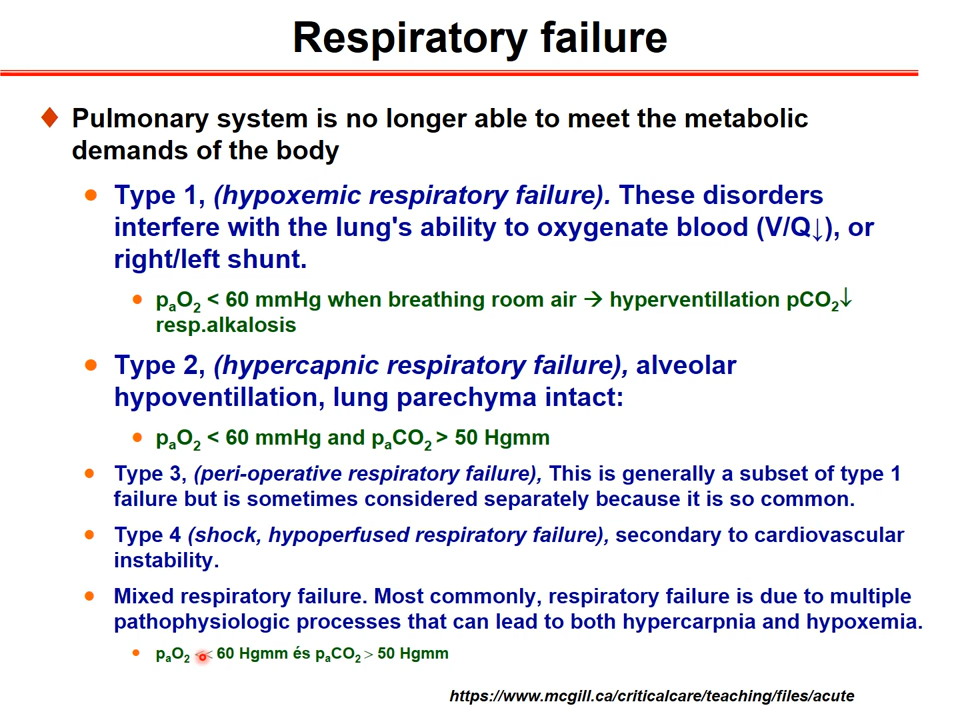 Respiratory failure
Pulmonary system is no longer able to meet the metabolic
demands of the body
Type 1, (hypoxemic respiratory failure). These disorders
interfere with the lung's ability to oxygenate blood (V/Q↓), or
right/left shunt.
paO2 < 60 mmHg when breathing room air → hyperventillation pCO2↓
resp.alkalosis
Type 2, (hypercapnic respiratory failure), alveolar
hypoventillation, lung parechyma intact:
paO2 < 60 mmHg and paCO2 > 50 Hgmm
Type 3, (peri-operative respiratory failure), This is generally a subset of type 1
failure but is sometimes considered separately because it is so common.
Type 4 (shock, hypoperfused respiratory failure), secondary to cardiovascular
instability.
Mixed respiratory failure. Most commonly, respiratory failure is due to multiple
pathophysiologic processes that can lead to both hypercarpnia and hypoxemia.
paO2 << 60 Hgmm és paCO2 > 50 Hgmm
https://www.mcgill.ca/criticalcare/teaching/files/acute